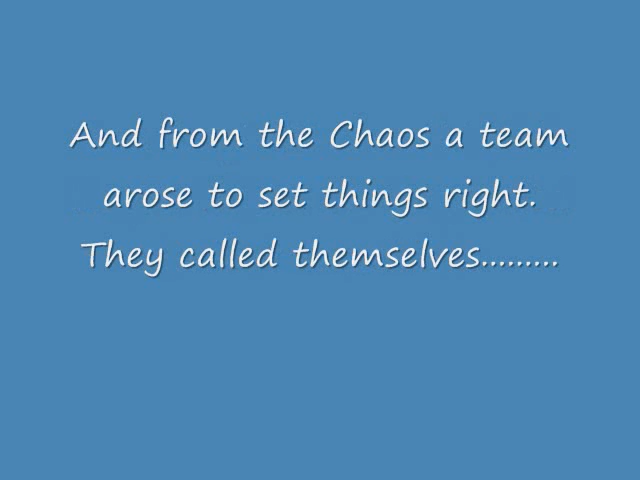 And from the Chaos a team
arose to set things right.
They called themselves.........